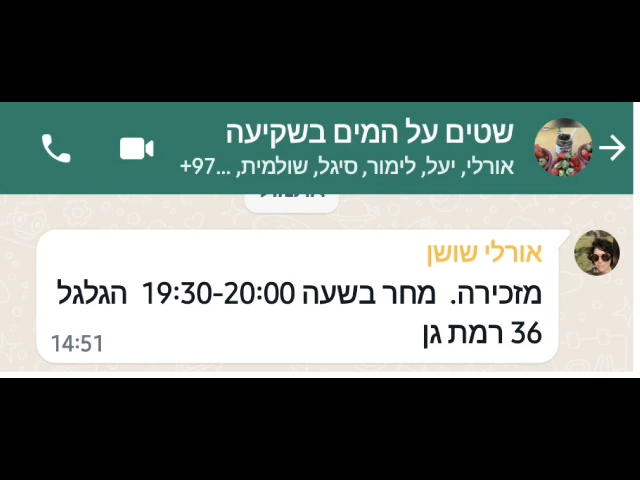 שטים על המים בשקיעה
אורלי, יעל, לימור, סיגל, שולמית, ...97+
אתמול
אורלי שושן
מזכירה. מחר בשעה 19:30-20:00 הגלגל
36 רמת גן
14:51